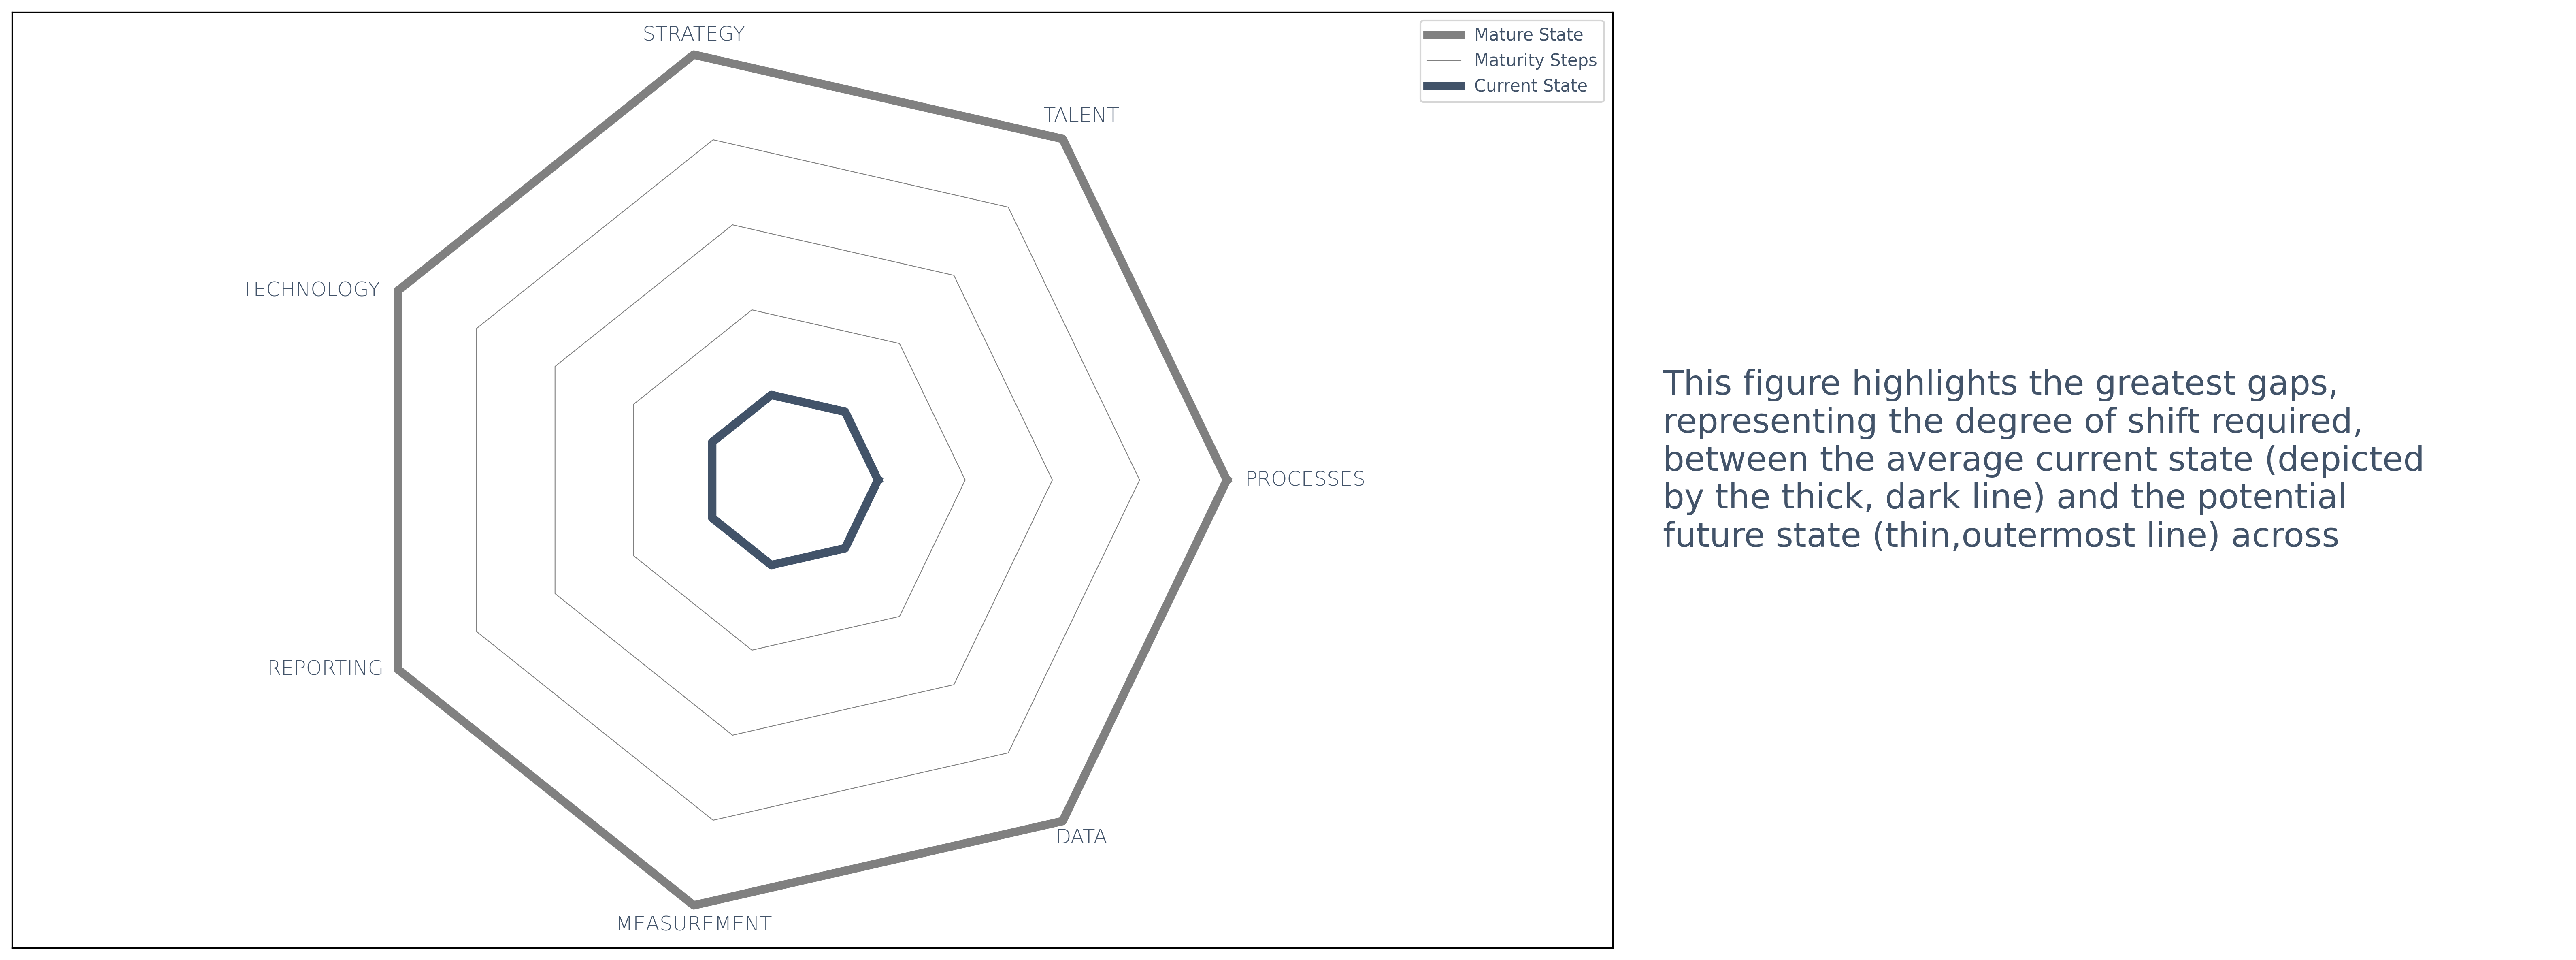 STRATEGY
Mature State
Maturity Steps
Current State
TALENT
TECHNOLOGY
PROCESSES
REPORTING
DATA
MEASUREMENT
This figure highlights the greatest gaps,
representing the degree of shift required,
between the average current state (depicted
by the thick, dark line) and the potential
future state (thin,outermost line) across